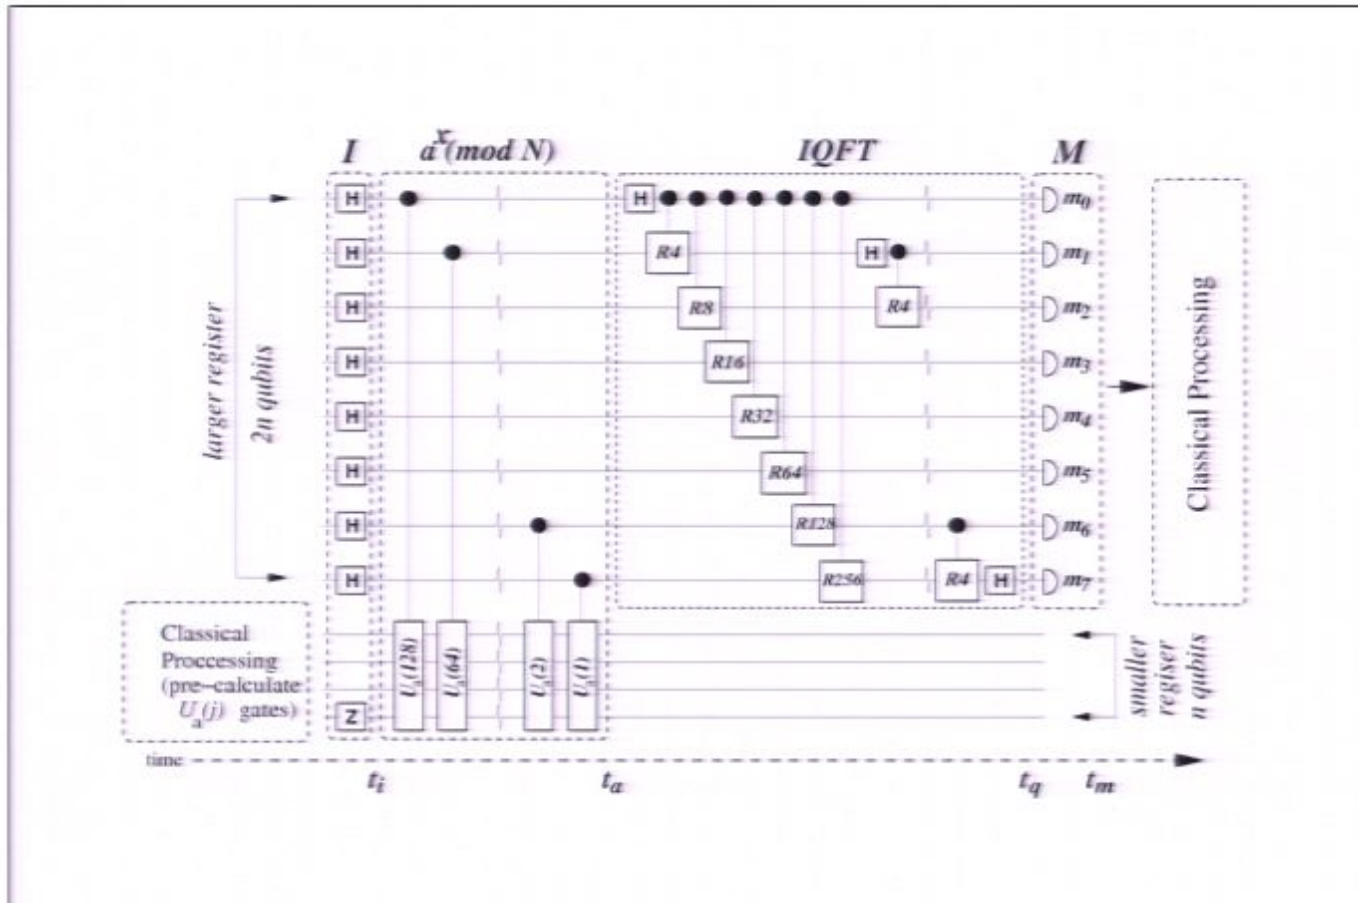 I a^x (mod N) IQFT M
H H m0
H R4 H m1
H R8 R4 m2
H R16 m3
H R32 m4
H R64 m5
H R128 m6
H R256 R4 H m7
larger register
2n qubits
Classical Processing
Classical
Proccessing
(pre-calculate
Ua(j) gates)
Z
Ua(128) Ua(64) Ua(2) Ua(1)
smaller
regiser
n qubits
time
ti ta tq tm